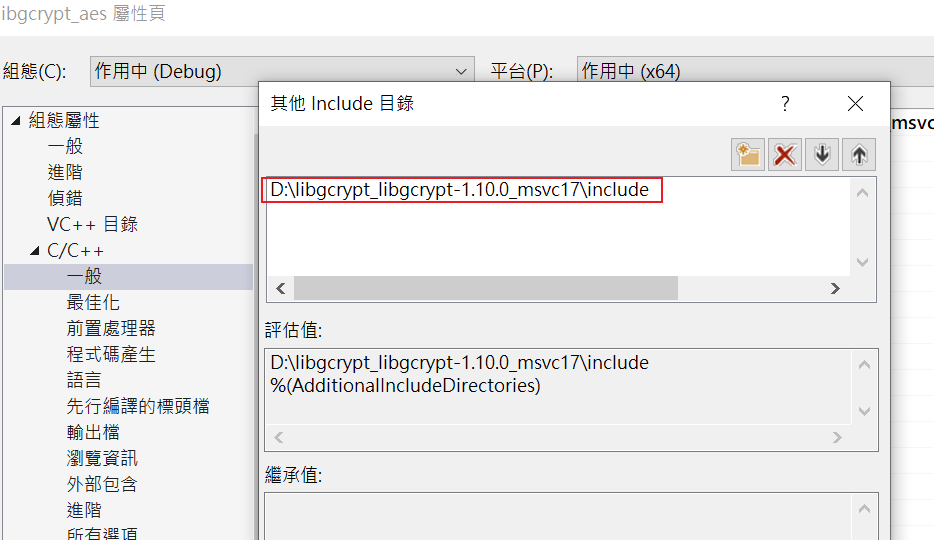 ibgcrypt_aes 屬性頁
組態(C):
作用中 (Debug)
平台(P):
作用中 (x64)
其他 Include 目錄
?
組態屬性
一般
進階
偵錯
VC++ 目錄
C/C++
一般
最佳化
前置處理器
程式碼產生
語言
先行編譯的標頭檔
輸出檔
瀏覽資訊
外部包含
進階
所有選項
_msvc
D:\libgcrypt_libgcrypt-1.10.0_msvc17\include
評估值:
D:\libgcrypt_libgcrypt-1.10.0_msvc17\include
%(AdditionalIncludeDirectories)
繼承值: